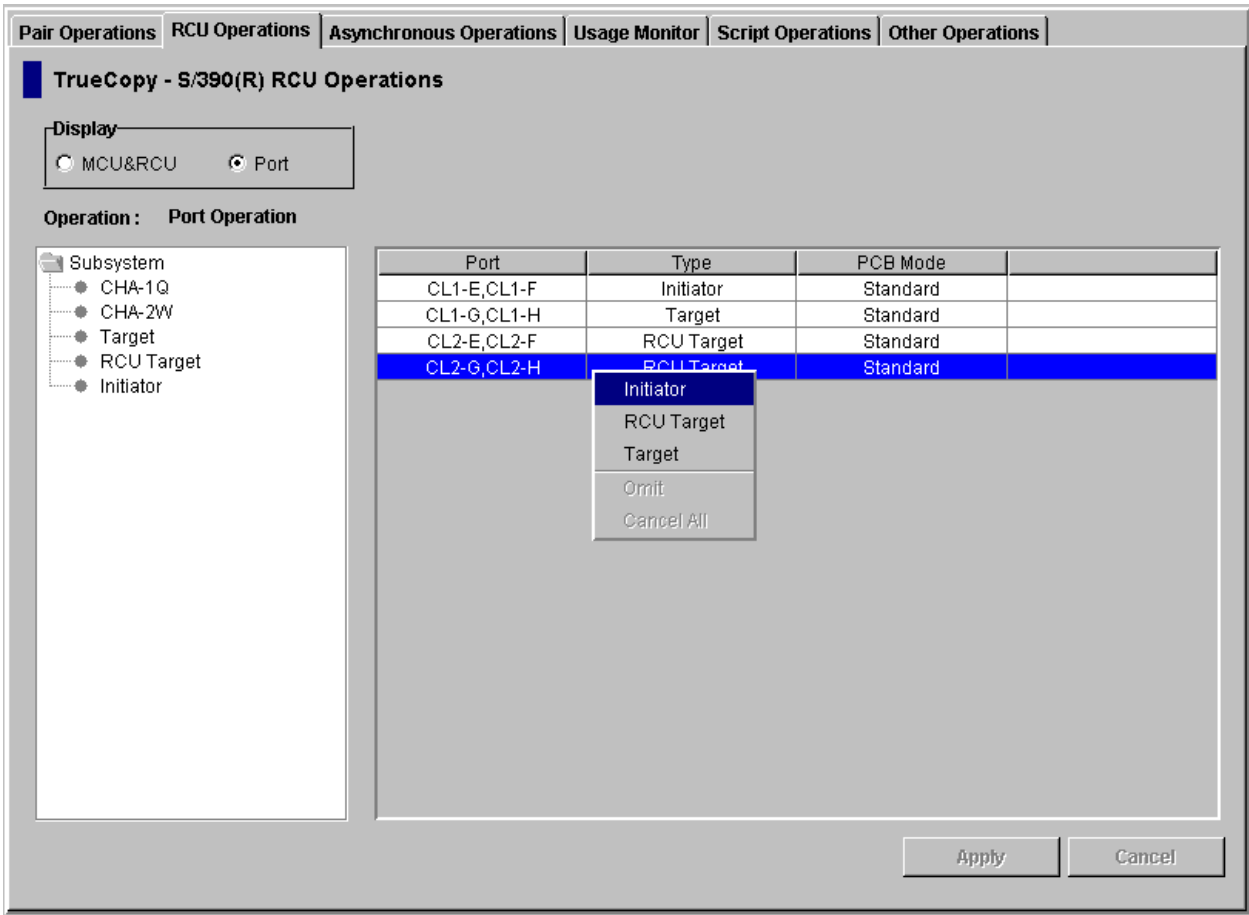 Pair Operations RCU Operations Asynchronous Operations Usage Monitor Script Operations Other Operations
TrueCopy - S/390(R) RCU Operations
Display
MCU&RCU Port
Operation : Port Operation
Subsystem
CHA-1Q
CHA-2W
Target
RCU Target
Initiator
Port Type PCB Mode
CL1-E,CL1-F Initiator Standard
CL1-G,CL1-H Target Standard
CL2-E,CL2-F RCU Target Standard
CL2-G,CL2-H RCU Target Standard
Initiator
RCU Target
Target
Omit
Cancel All
Apply Cancel